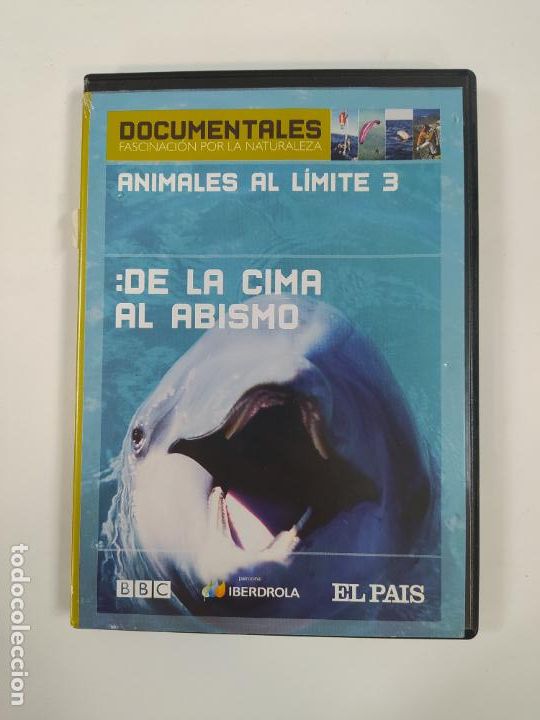 DOCUMENTALES
FASCINACIÓN POR LA NATURALEZA
ANIMALES AL LÍMITE 3
:DE LA CIMA
AL ABISMO
BBC
patrocina
IBERDROLA
EL PAIS
todocoleccion